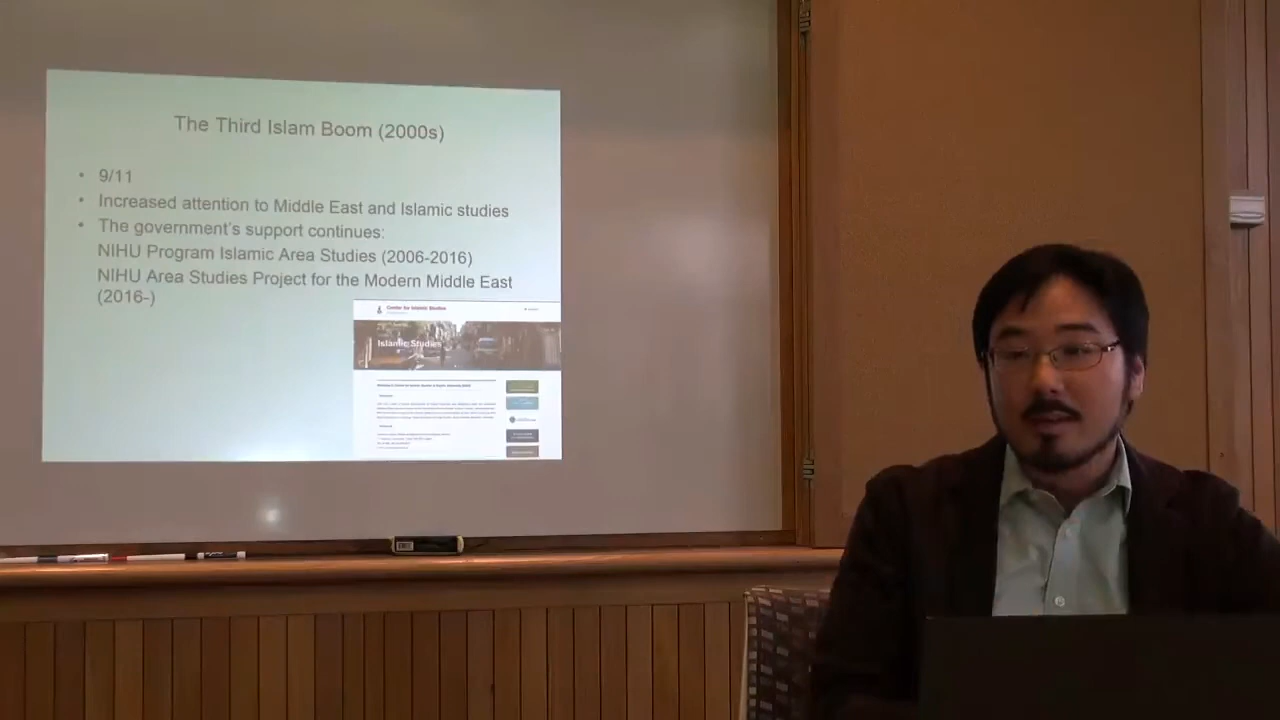 The Third Islam Boom (2000s)
• 9/11
• Increased attention to Middle East and Islamic studies
• The government's support continues:
NIHU Program Islamic Area Studies (2006-2016)
NIHU Area Studies Project for the Modern Middle East
(2016-)
Center for Islamic Studies
Islamic Studies